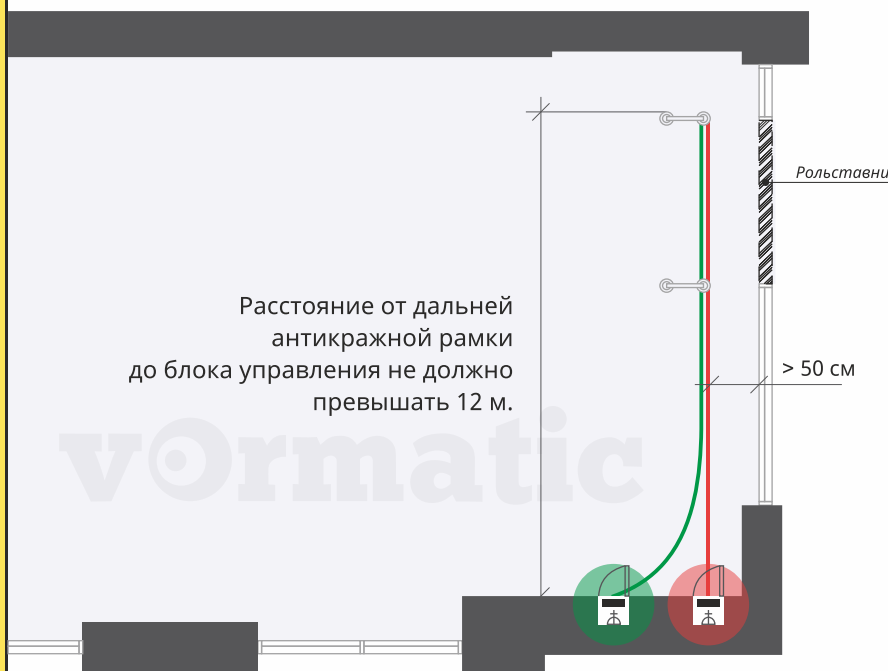 Рольставни
Расстояние от дальней
антикражной рамки
до блока управления не должно
превышать 12 м.
> 50 см
vormatic